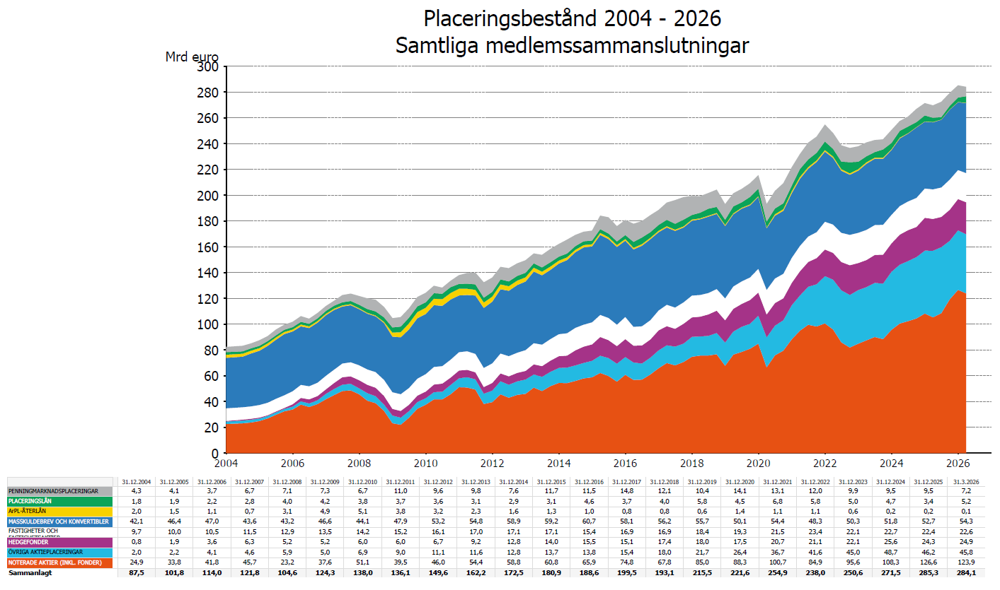 Placeringsbestånd 2004 - 2026
Samtliga medlemssammanslutningar
Mrd euro
300
280
260
240
220
200
180
160
140
120
100
80
60
40
20
0
2004 2006 2008 2010 2012 2014 2016 2018 2020 2022 2024 2026
31.12.2004 31.12.2005 31.12.2006 31.12.2007 31.12.2008 31.12.2009 31.12.2010 31.12.2011 31.12.2012 31.12.2013 31.12.2014 31.12.2015 31.12.2016 31.12.2017 31.12.2018 31.12.2019 31.12.2020 31.12.2021 31.12.2022 31.12.2023 31.12.2024 31.12.2025 31.3.2026
PENNINGMARKNADSPLACERINGAR 4,3 4,1 3,7 6,7 7,1 7,3 6,7 11,0 9,6 9,8 7,6 11,7 11,5 14,8 12,1 10,4 14,1 13,1 12,0 9,9 9,5 9,5 7,2
PLACERINGSLÅN 1,8 1,9 2,2 2,8 4,0 4,2 3,8 3,7 3,6 3,1 2,9 3,1 4,6 3,7 4,0 5,8 4,5 6,8 5,8 5,0 4,7 3,4 5,2
ArPL-ÅTERLÅN 2,0 1,5 1,1 0,7 3,1 4,9 5,1 3,8 3,2 2,3 1,6 1,3 1,0 0,8 0,8 0,6 1,4 1,1 1,1 0,6 0,2 0,2 0,1
MASSKULDEBREV OCH KONVERTIBLER 42,1 46,4 47,0 43,6 43,2 46,6 44,1 47,9 53,2 54,8 58,9 59,2 60,7 58,1 56,2 55,7 50,1 54,4 48,3 50,3 51,8 52,7 54,3
FASTIGHETER OCH 9,7 10,0 10,5 11,5 12,9 13,5 14,2 15,2 16,1 17,0 17,1 17,1 15,4 16,9 16,9 18,4 19,3 21,5 23,4 22,1 22,7 22,4 22,6
HEDGEFONDER 0,8 1,9 3,6 6,3 5,2 5,2 6,0 6,0 6,7 9,2 12,8 14,0 15,5 15,1 17,4 18,0 17,5 20,7 21,1 22,1 25,6 24,3 24,9
ÖVRIGA AKTIEPLACERINGAR 2,0 2,2 4,1 4,6 5,9 5,0 6,9 9,0 11,1 11,6 12,8 13,7 13,8 15,4 18,0 21,7 26,4 36,7 41,6 45,0 48,7 46,2 45,8
NOTERADE AKTIER (INKL. FONDER) 24,9 33,8 41,8 45,7 23,2 37,6 51,1 39,5 46,0 54,4 58,8 60,8 65,9 74,8 67,8 85,0 88,3 100,7 84,9 95,6 108,3 126,6 123,9
Sammanlagt 87,5 101,8 114,0 121,8 104,6 124,3 138,0 136,1 149,6 162,2 172,5 180,9 188,6 199,5 193,1 215,5 221,6 254,9 238,0 250,6 271,5 285,3 284,1